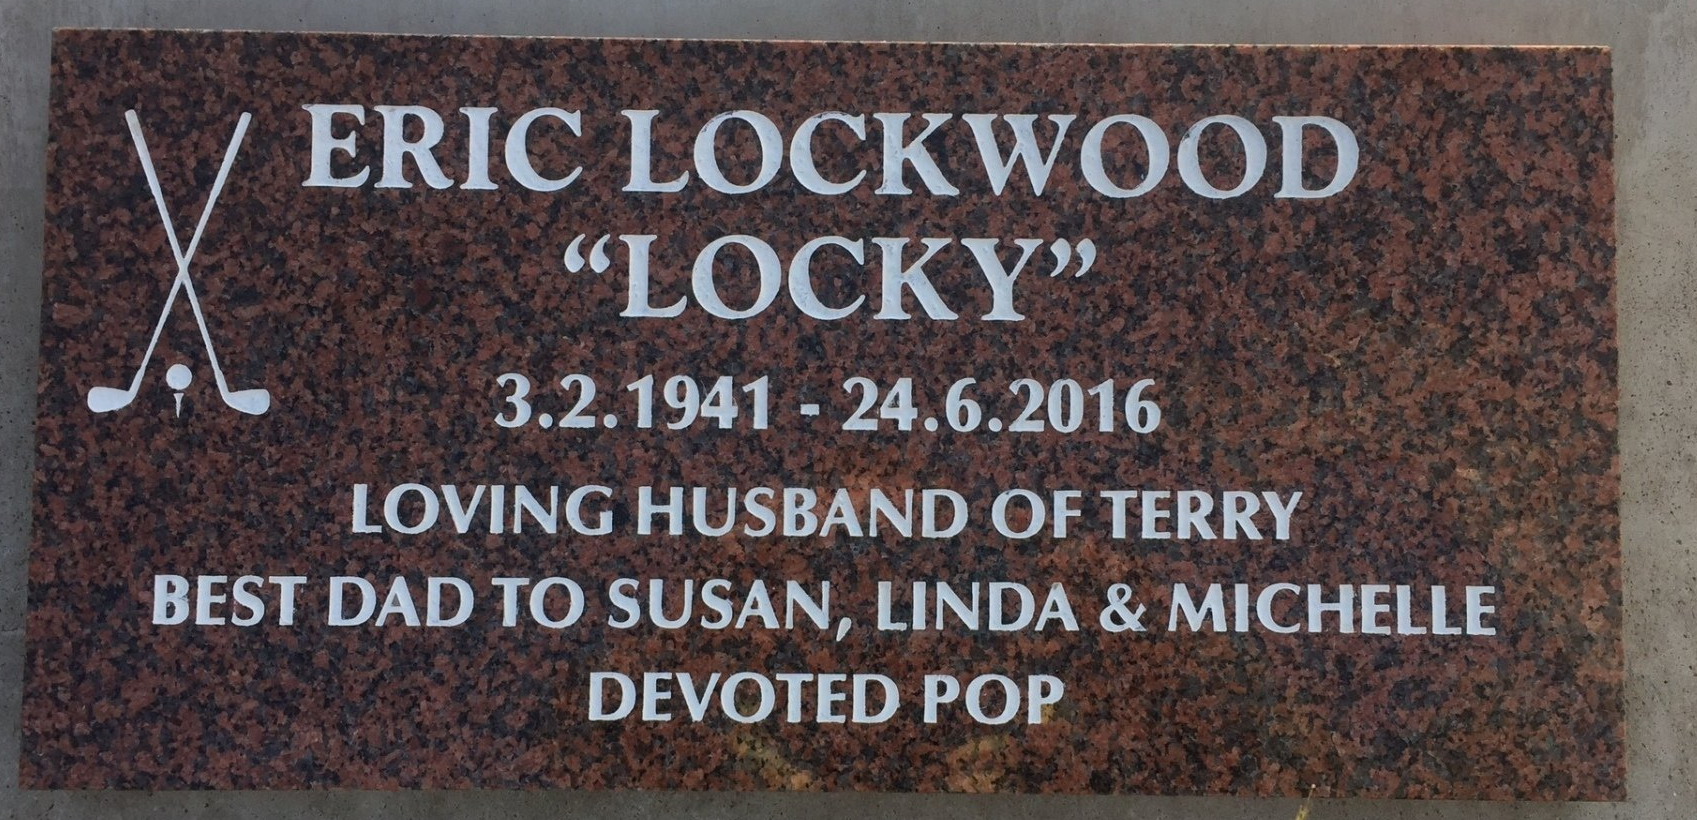 ERIC LOCKWOOD
“LOCKY”
3.2.1941 - 24.6.2016
LOVING HUSBAND OF TERRY
BEST DAD TO SUSAN, LINDA & MICHELLE
DEVOTED POP